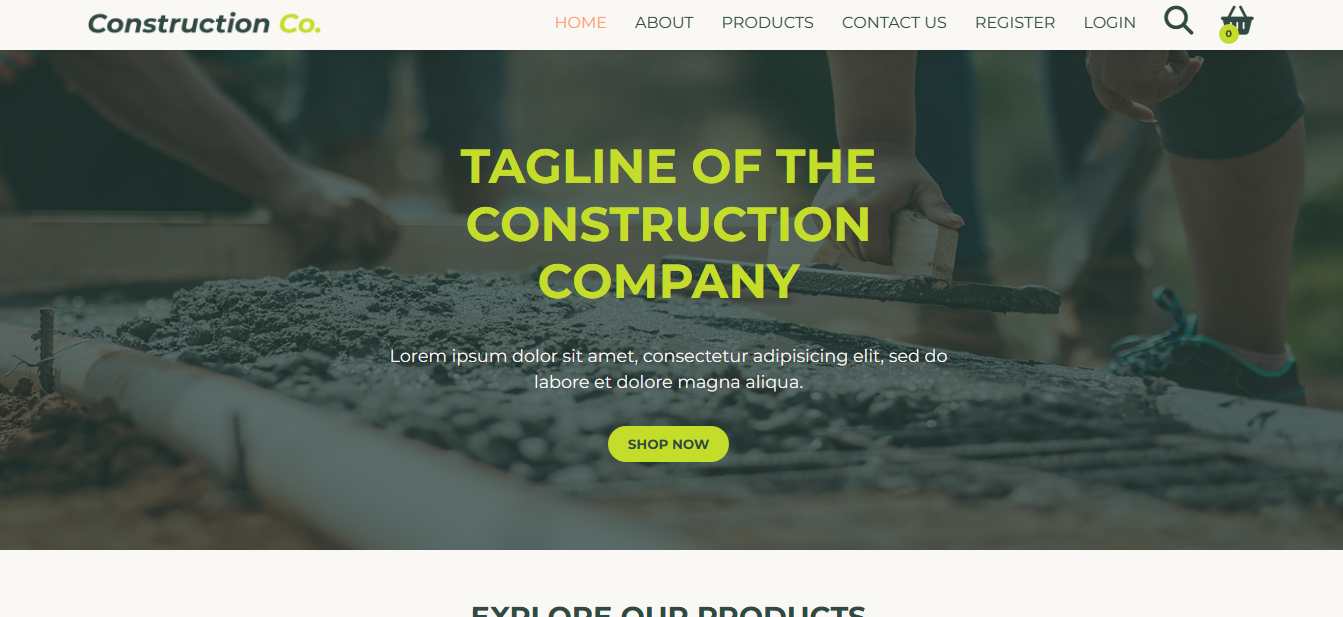 Construction Co.
HOME ABOUT PRODUCTS CONTACT US REGISTER LOGIN
0
TAGLINE OF THE
CONSTRUCTION
COMPANY
Lorem ipsum dolor sit amet, consectetur adipisicing elit, sed do
labore et dolore magna aliqua.
SHOP NOW
EXPLORE OUR PRODUCTS